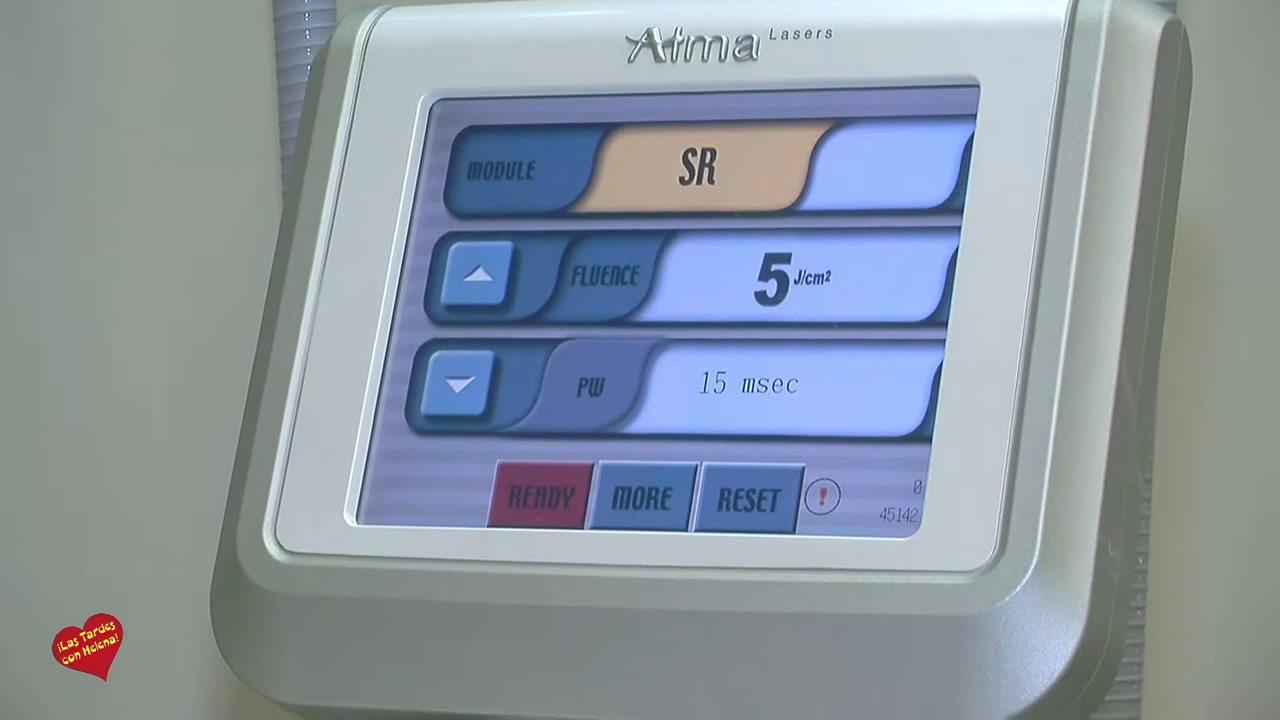 Alma Lasers
MODULE SR
FLUENCE 5 J/cm²
PW 15 msec
READY MORE RESET ! 0
45142
¡Las Tardes
con Helena!